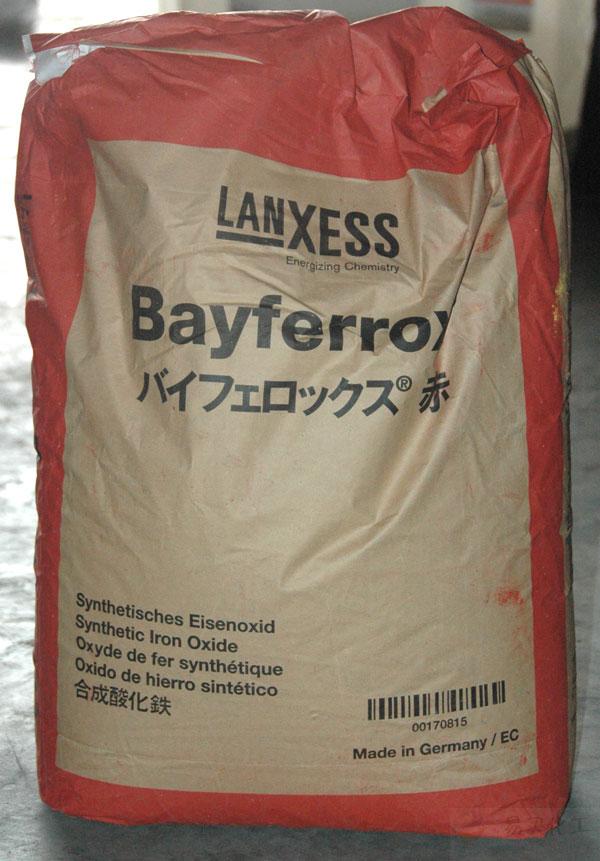 LANXESS
Energizing Chemistry
Bayferrox
バイフェロックス® 赤
Synthetisches Eisenoxid
Synthetic Iron Oxide
Oxyde de fer synthétique
Oxido de hierro sintético
合成酸化鉄
00170815
Made in Germany / EC